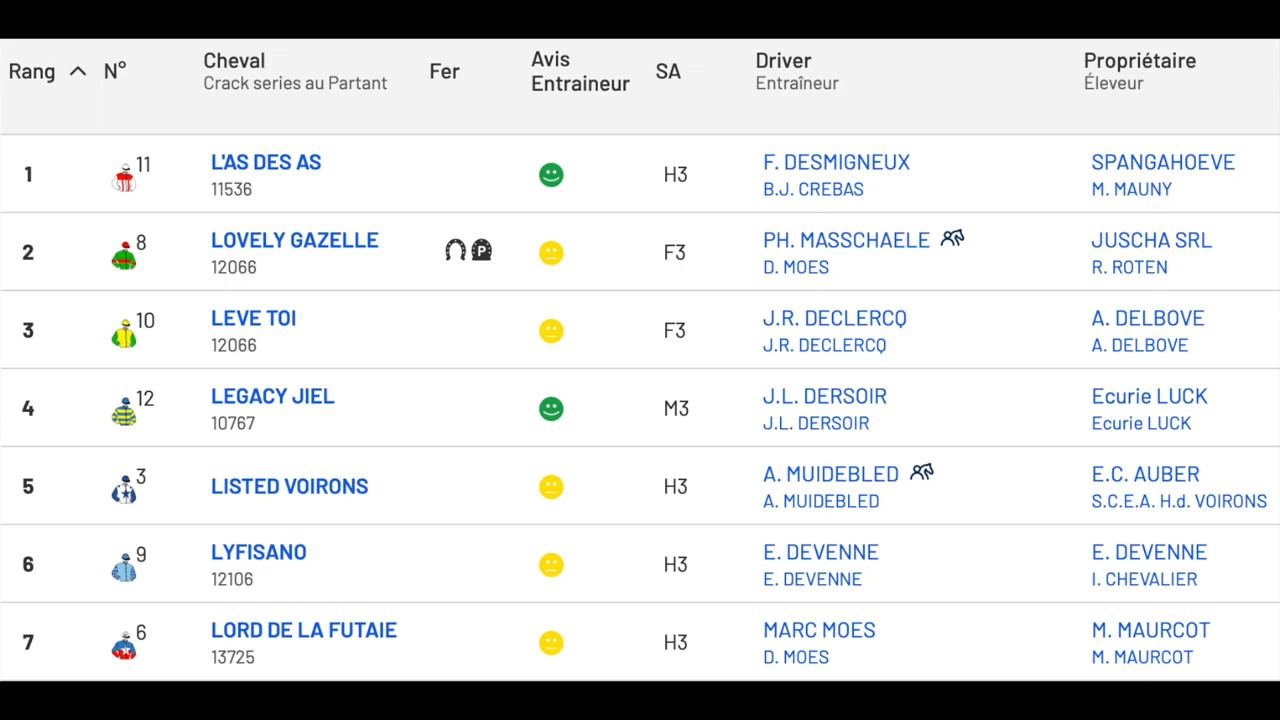 Rang N° Cheval Fer Avis Entraineur SA Driver Propriétaire
Crack series au Partant Entraîneur Éleveur
1 11 L'AS DES AS H3 F. DESMIGNEUX SPANGAHOEVE
11536 B.J. CREBAS M. MAUNY
2 8 LOVELY GAZELLE P F3 PH. MASSCHAELE JUSCHA SRL
12066 D. MOES R. ROTEN
3 10 LEVE TOI F3 J.R. DECLERCQ A. DELBOVE
12066 J.R. DECLERCQ A. DELBOVE
4 12 LEGACY JIEL M3 J.L. DERSOIR Ecurie LUCK
10767 J.L. DERSOIR Ecurie LUCK
5 3 LISTED VOIRONS H3 A. MUIDEBLED E.C. AUBER
A. MUIDEBLED S.C.E.A. H.d. VOIRONS
6 9 LYFISANO H3 E. DEVENNE E. DEVENNE
12106 E. DEVENNE I. CHEVALIER
7 6 LORD DE LA FUTAIE H3 MARC MOES M. MAURCOT
13725 D. MOES M. MAURCOT